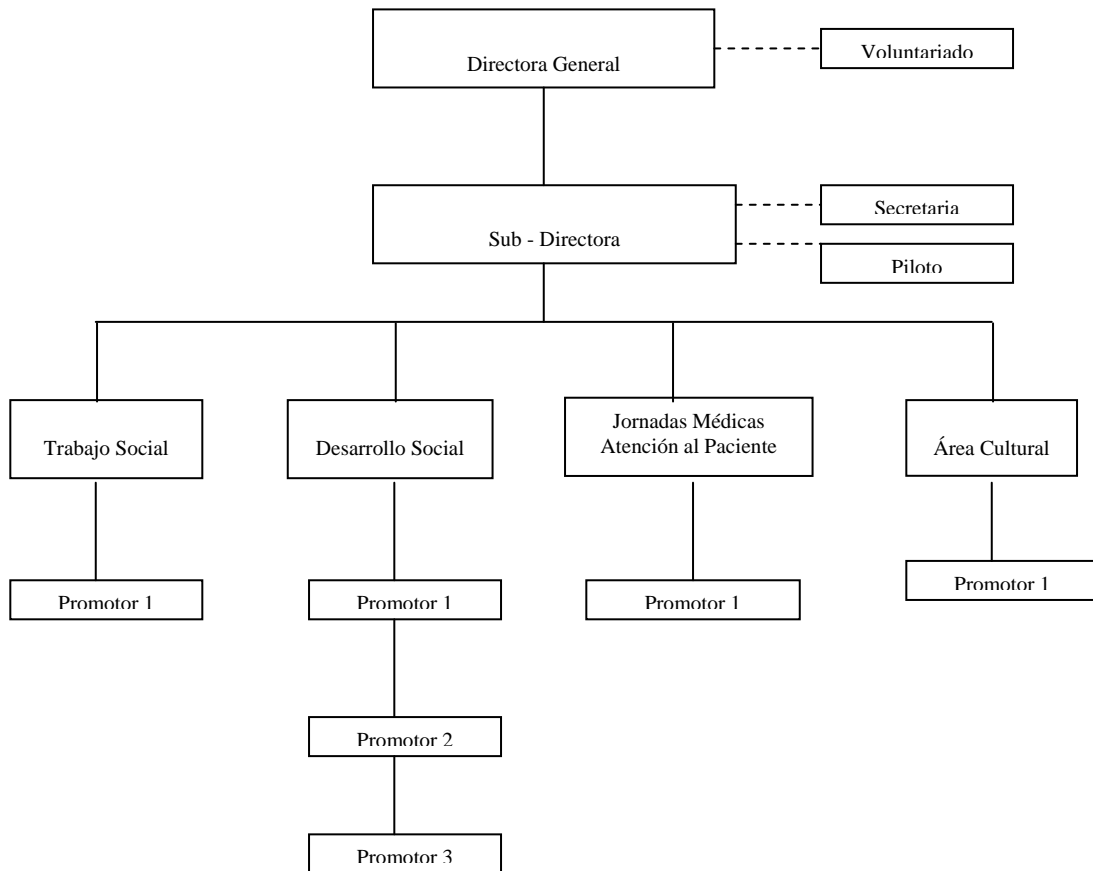 Directora General
Voluntariado
Sub - Directora
Secretaria
Piloto
Trabajo Social
Desarrollo Social
Jornadas Médicas
Atención al Paciente
Área Cultural
Promotor 1
Promotor 1
Promotor 1
Promotor 1
Promotor 2
Promotor 3